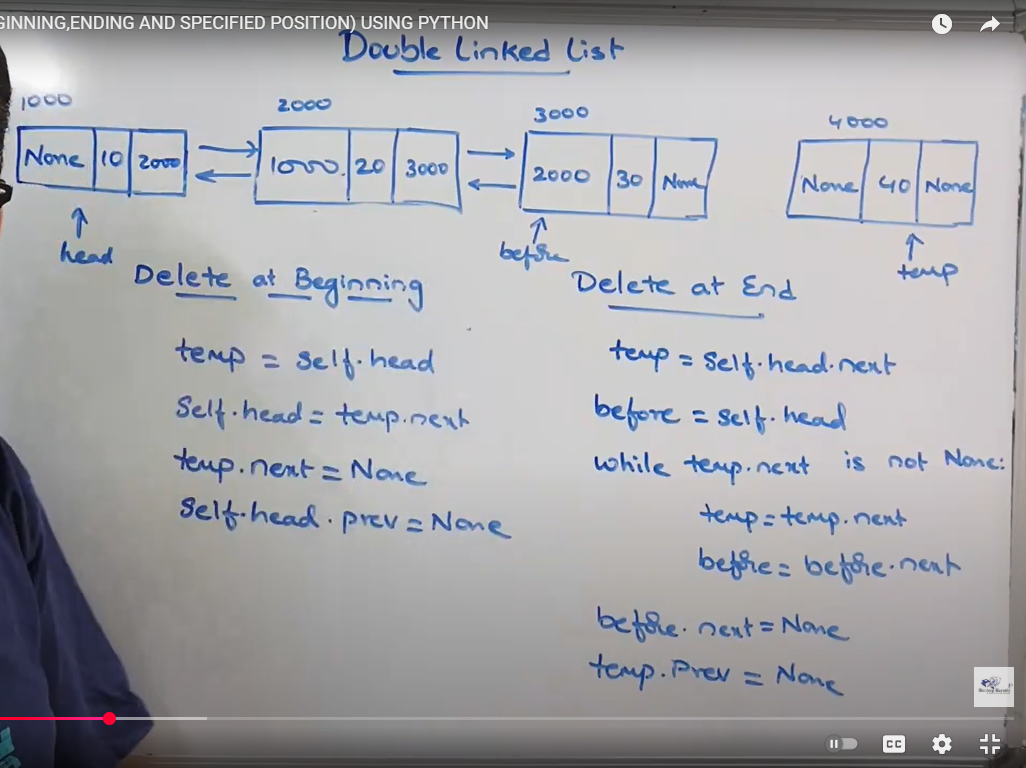 GINNING,ENDING AND SPECIFIED POSITION) USING PYTHON
Double Linked List
1000 2000 3000 4000
None 10 2000 1000. 20 3000 2000 30 None None 40 None
head before temp
Delete at Beginning
temp = self.head
Self.head = temp.next
temp.next = None
Self.head.prev = None
Delete at End
temp = self.head.next
before = self.head
while temp.next is not None:
temp = temp.next
before = before.next
before.next = None
temp.Prev = None
CC